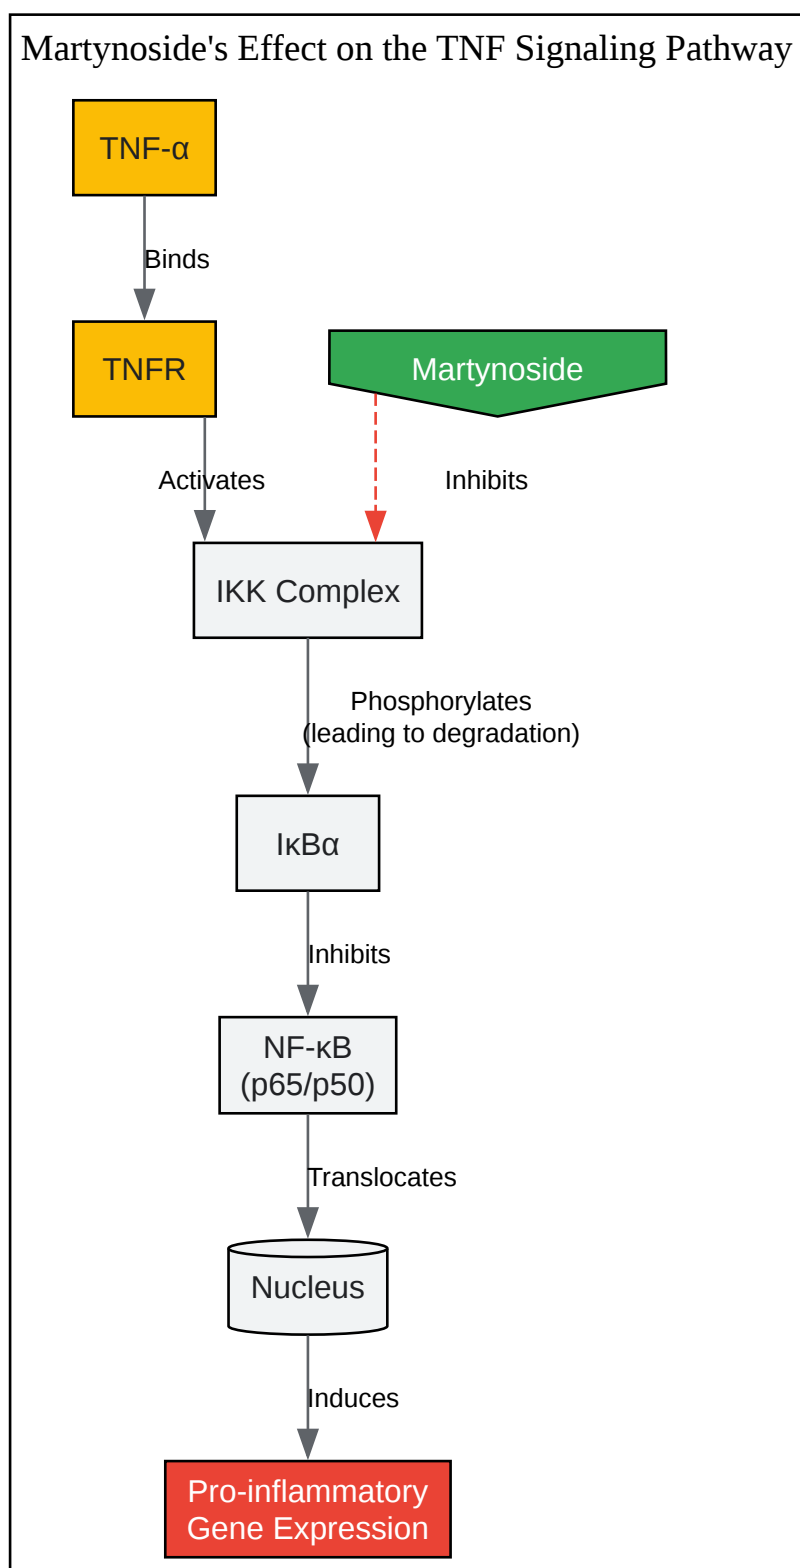 Martynoside's Effect on the TNF Signaling Pathway
TNF-α
Binds
TNFR
Martynoside
Activates
Inhibits
IKK Complex
Phosphorylates
(leading to degradation)
IκBα
Inhibits
NF-κB
(p65/p50)
Translocates
Nucleus
Induces
Pro-inflammatory
Gene Expression